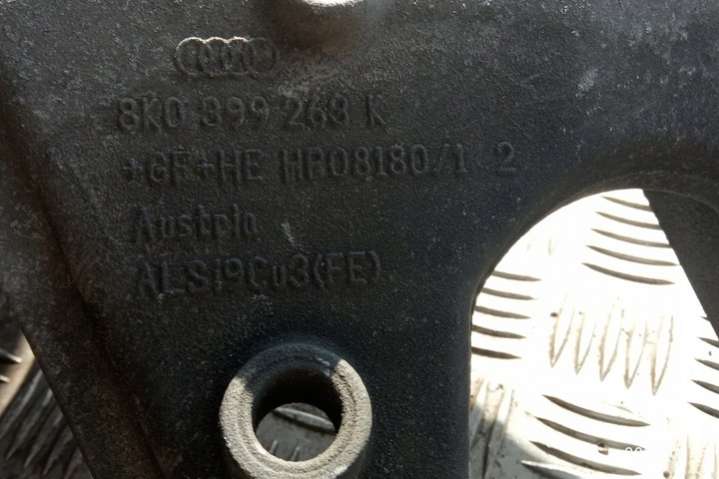 8K0 399 263 K
+GF+HE HP08180/1 2
Austria
ALSi9Cu3(FE)